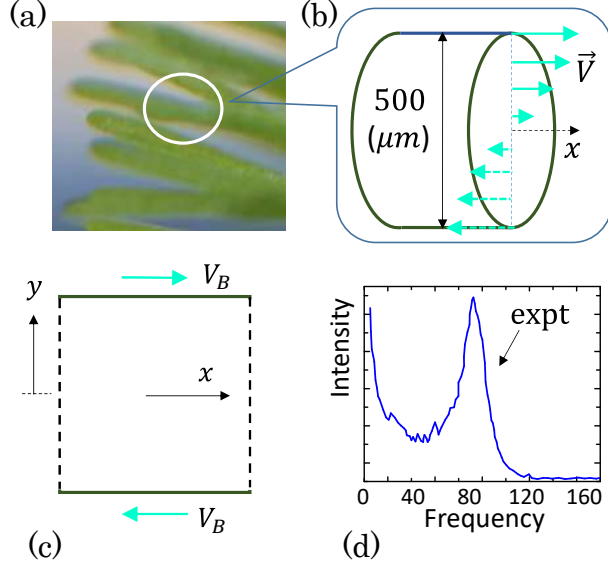 (a)
(b)
500
(μm)
V⃗
x
y
V_B
x
V_B
(c)
Intensity
expt
0 40 80 120 160
Frequency
(d)